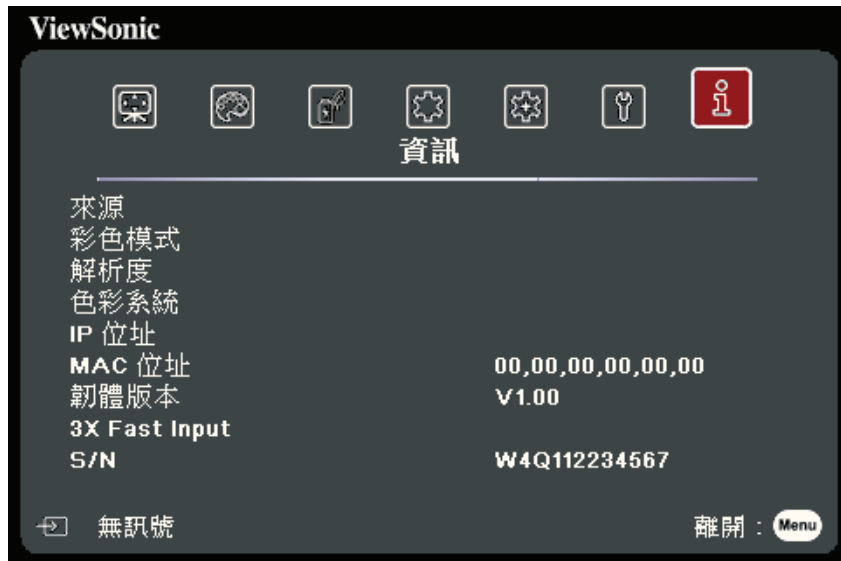 ViewSonic
資訊
來源
彩色模式
解析度
色彩系統
IP 位址
MAC 位址 00,00,00,00,00,00
韌體版本 V1.00
3X Fast Input
S/N W4Q112234567
無訊號 離開 : Menu